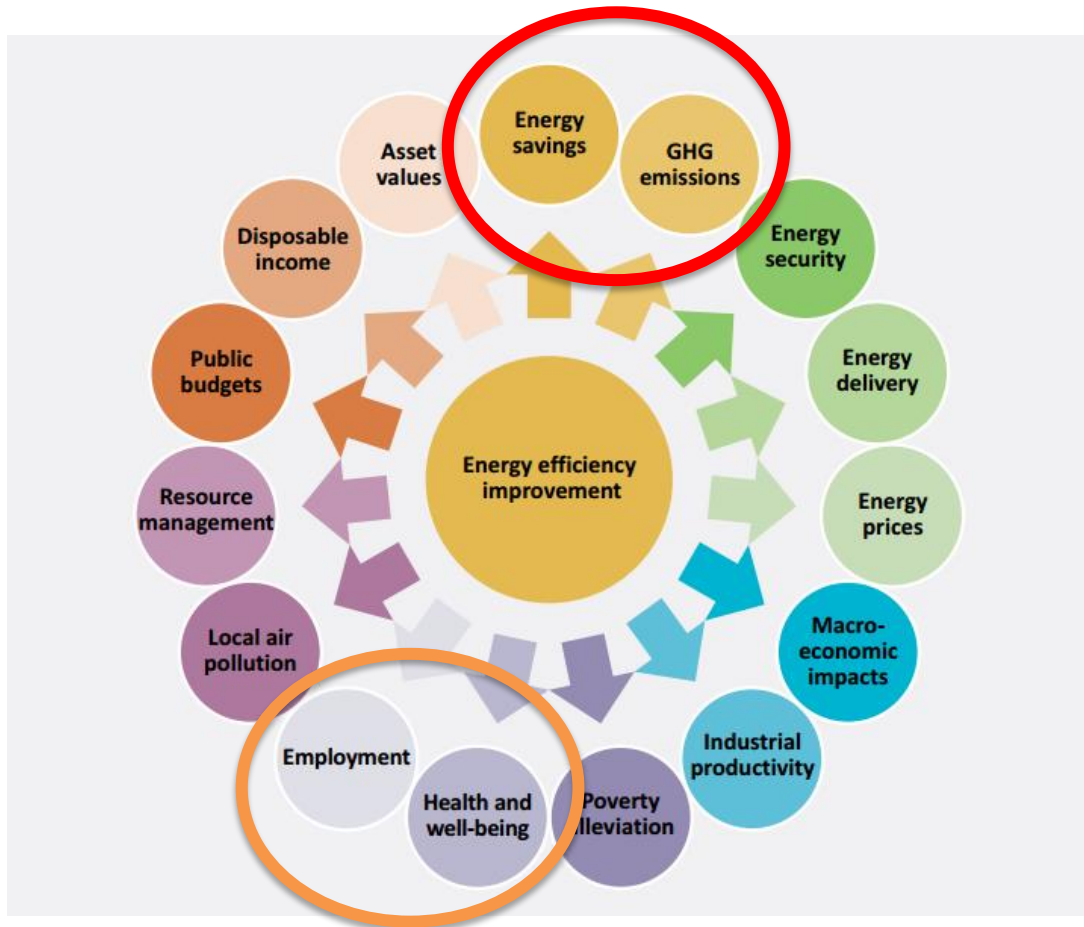 Energy
savings
GHG
emissions
Energy
security
Energy
delivery
Energy
prices
Macro-
economic
impacts
Industrial
productivity
Poverty
lleviation
Health and
well-being
Employment
Local air
pollution
Resource
management
Public
budgets
Disposable
income
Asset
values
Energy efficiency
improvement